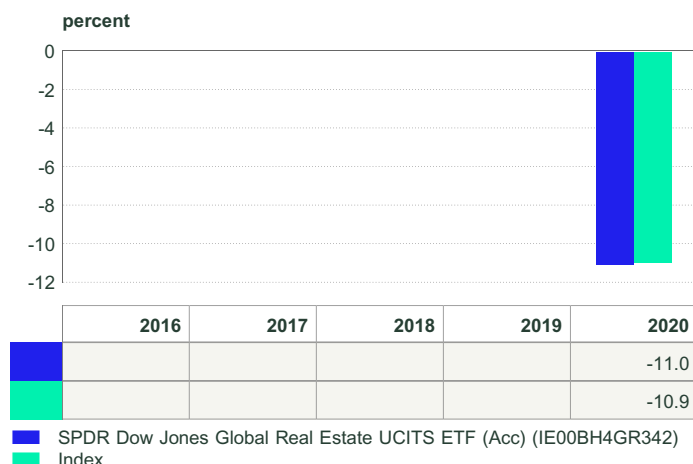 percent
0
-2
-4
-6
-8
-10
-12
2016 2017 2018 2019 2020
-11.0
-10.9
SPDR Dow Jones Global Real Estate UCITS ETF (Acc) (IE00BH4GR342)
Index